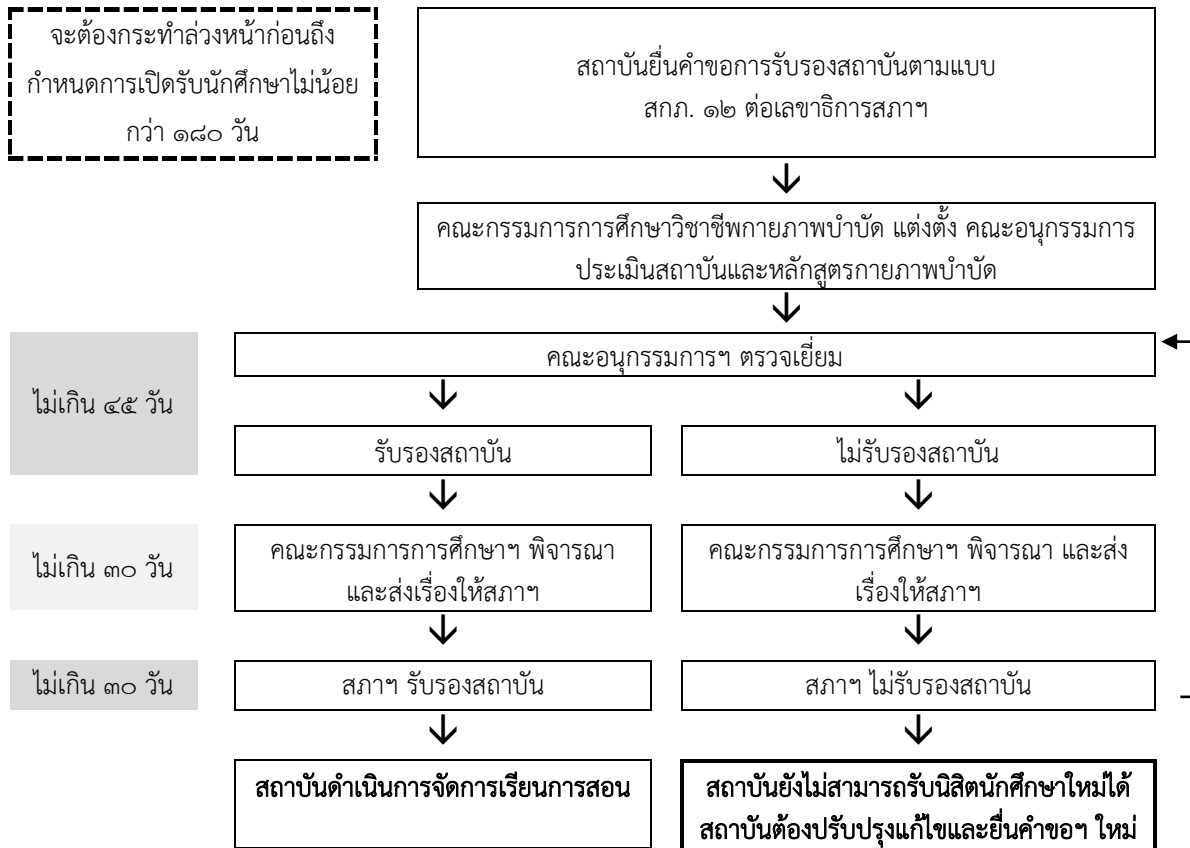 จะต้องกระทำล่วงหน้าก่อนถึง
กำหนดการเปิดรับนักศึกษาไม่น้อย
กว่า ๑๘๐ วัน
สถาบันยื่นคำขอการรับรองสถาบันตามแบบ
สกภ. ๑๒ ต่อเลขาธิการสภาฯ
คณะกรรมการการศึกษาวิชาชีพกายภาพบำบัด แต่งตั้ง คณะอนุกรรมการ
ประเมินสถาบันและหลักสูตรกายภาพบำบัด
ไม่เกิน ๔๕ วัน
คณะอนุกรรมการฯ ตรวจเยี่ยม
รับรองสถาบัน
ไม่รับรองสถาบัน
ไม่เกิน ๓๐ วัน
คณะกรรมการการศึกษาฯ พิจารณา
และส่งเรื่องให้สภาฯ
คณะกรรมการการศึกษาฯ พิจารณา และส่ง
เรื่องให้สภาฯ
ไม่เกิน ๓๐ วัน
สภาฯ รับรองสถาบัน
สภาฯ ไม่รับรองสถาบัน
สถาบันดำเนินการจัดการเรียนการสอน
สถาบันยังไม่สามารถรับนิสิตนักศึกษาใหม่ได้
สถาบันต้องปรับปรุงแก้ไขและยื่นคำขอฯ ใหม่